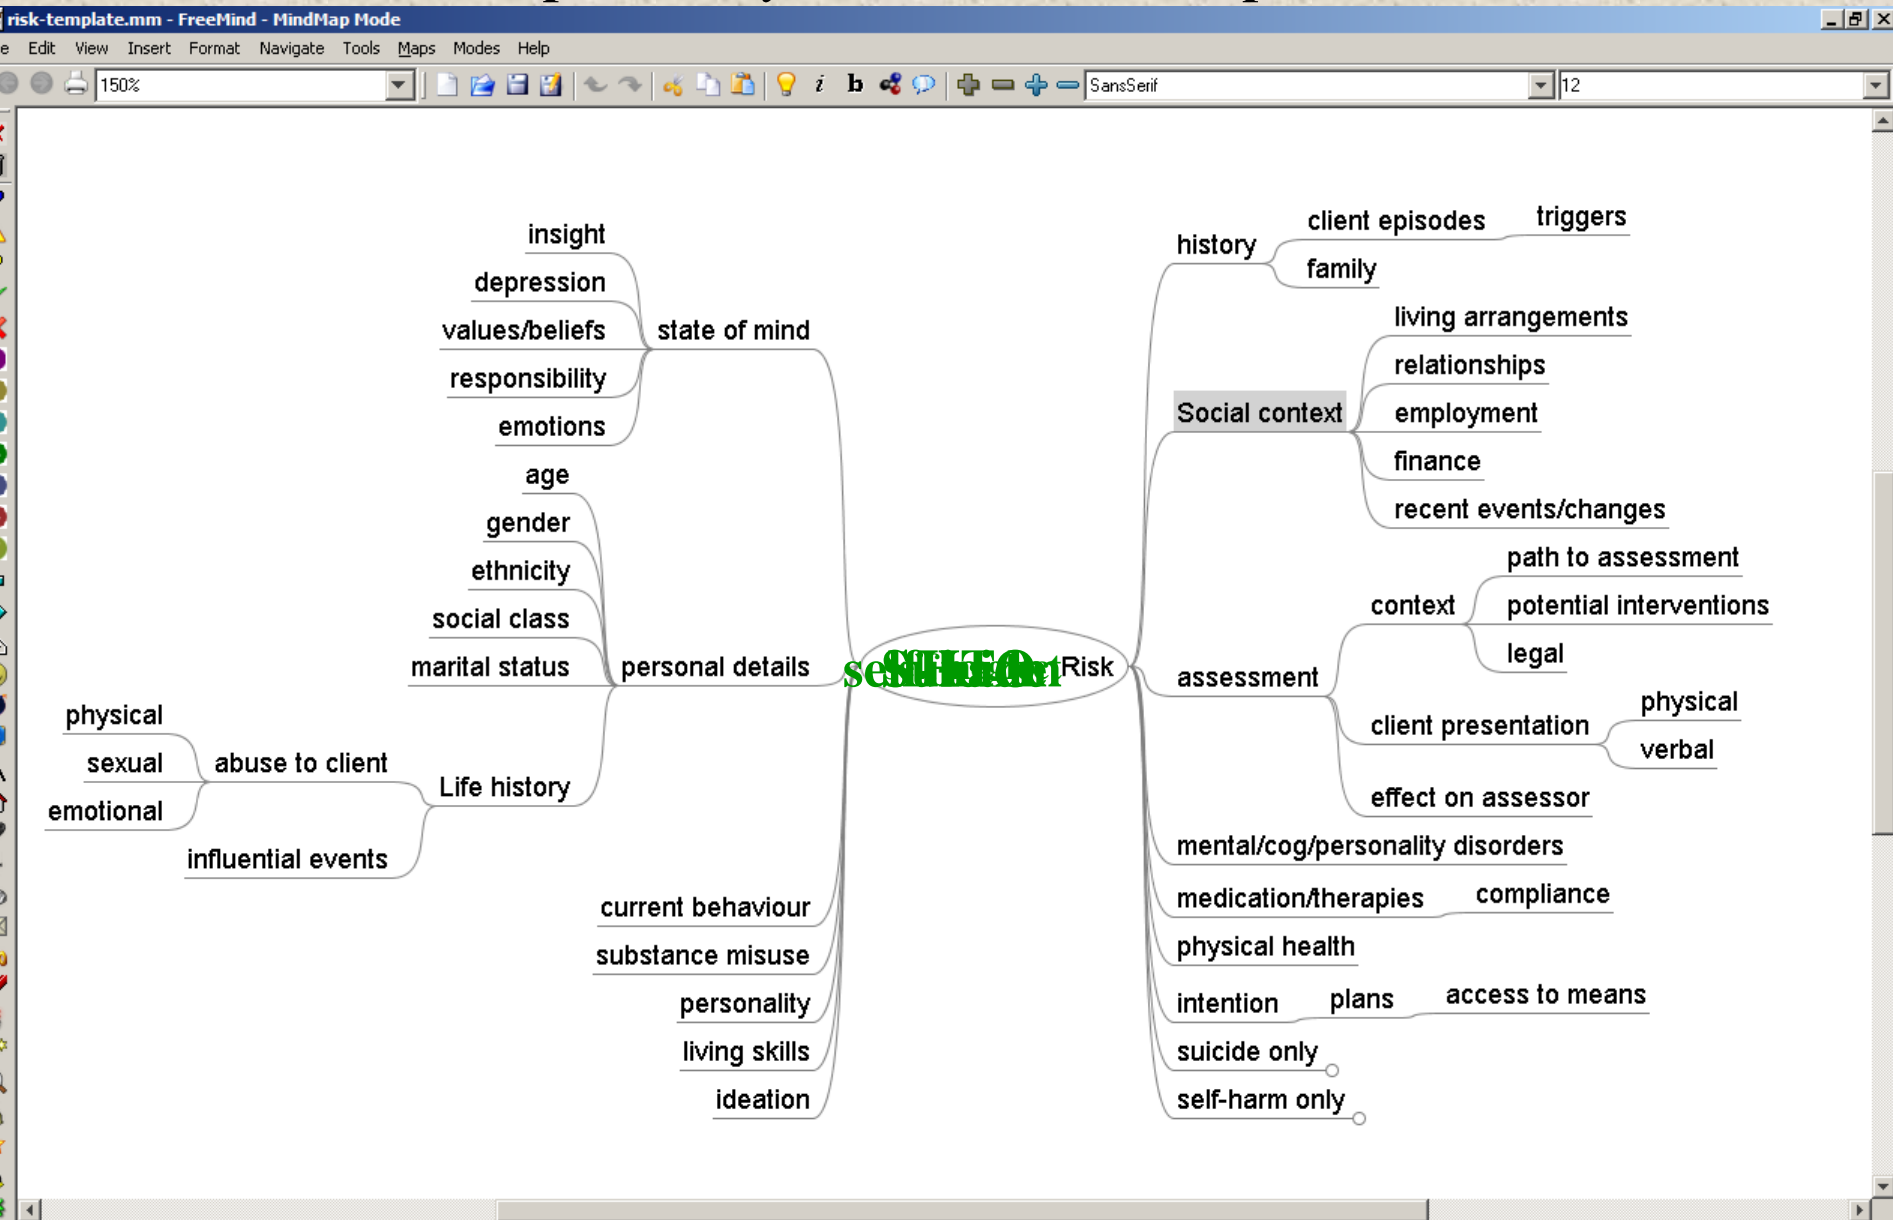 risk-template.mm - FreeMind - MindMap Mode
Edit View Insert Format Navigate Tools Maps Modes Help
150%
SansSerif
12
insight
depression
values/beliefs
responsibility
emotions
state of mind
age
gender
ethnicity
social class
marital status
personal details
physical
sexual
emotional
abuse to client
Life history
influential events
current behaviour
substance misuse
personality
living skills
ideation
Risk
history
client episodes
triggers
family
Social context
living arrangements
relationships
employment
finance
recent events/changes
assessment
context
path to assessment
potential interventions
legal
client presentation
physical
verbal
effect on assessor
mental/cog/personality disorders
medication/therapies
compliance
physical health
intention
plans
access to means
suicide only
self-harm only